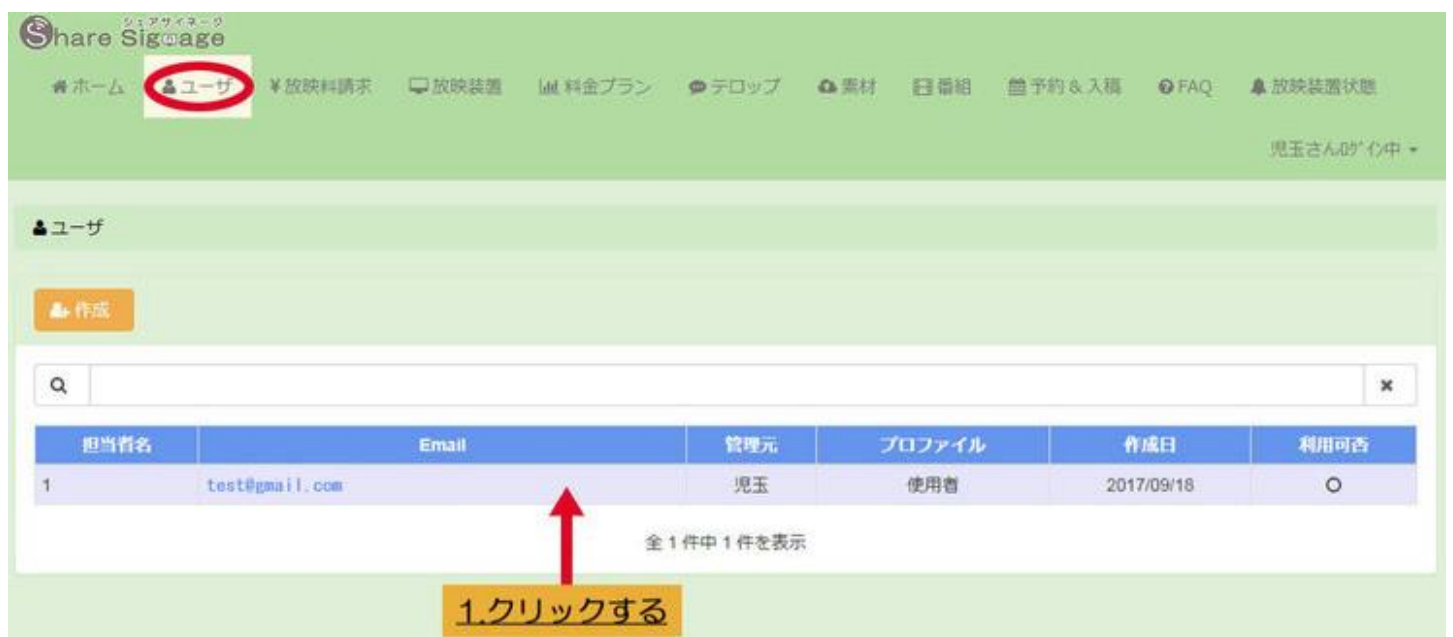 シェアサイネージ
Share Signage
ホーム ユーザ ¥放映料請求 放映装置 料金プラン テロップ 素材 番組 予約 & 入稿 FAQ 放映装置状態
児玉さんﾛｸﾞｲﾝ中
ユーザ
作成
担当者名 Email 管理元 プロファイル 作成日 利用可否
1 test@gmail.com 児玉 使用者 2017/09/18 ○
全 1 件中 1 件を表示
1.クリックする